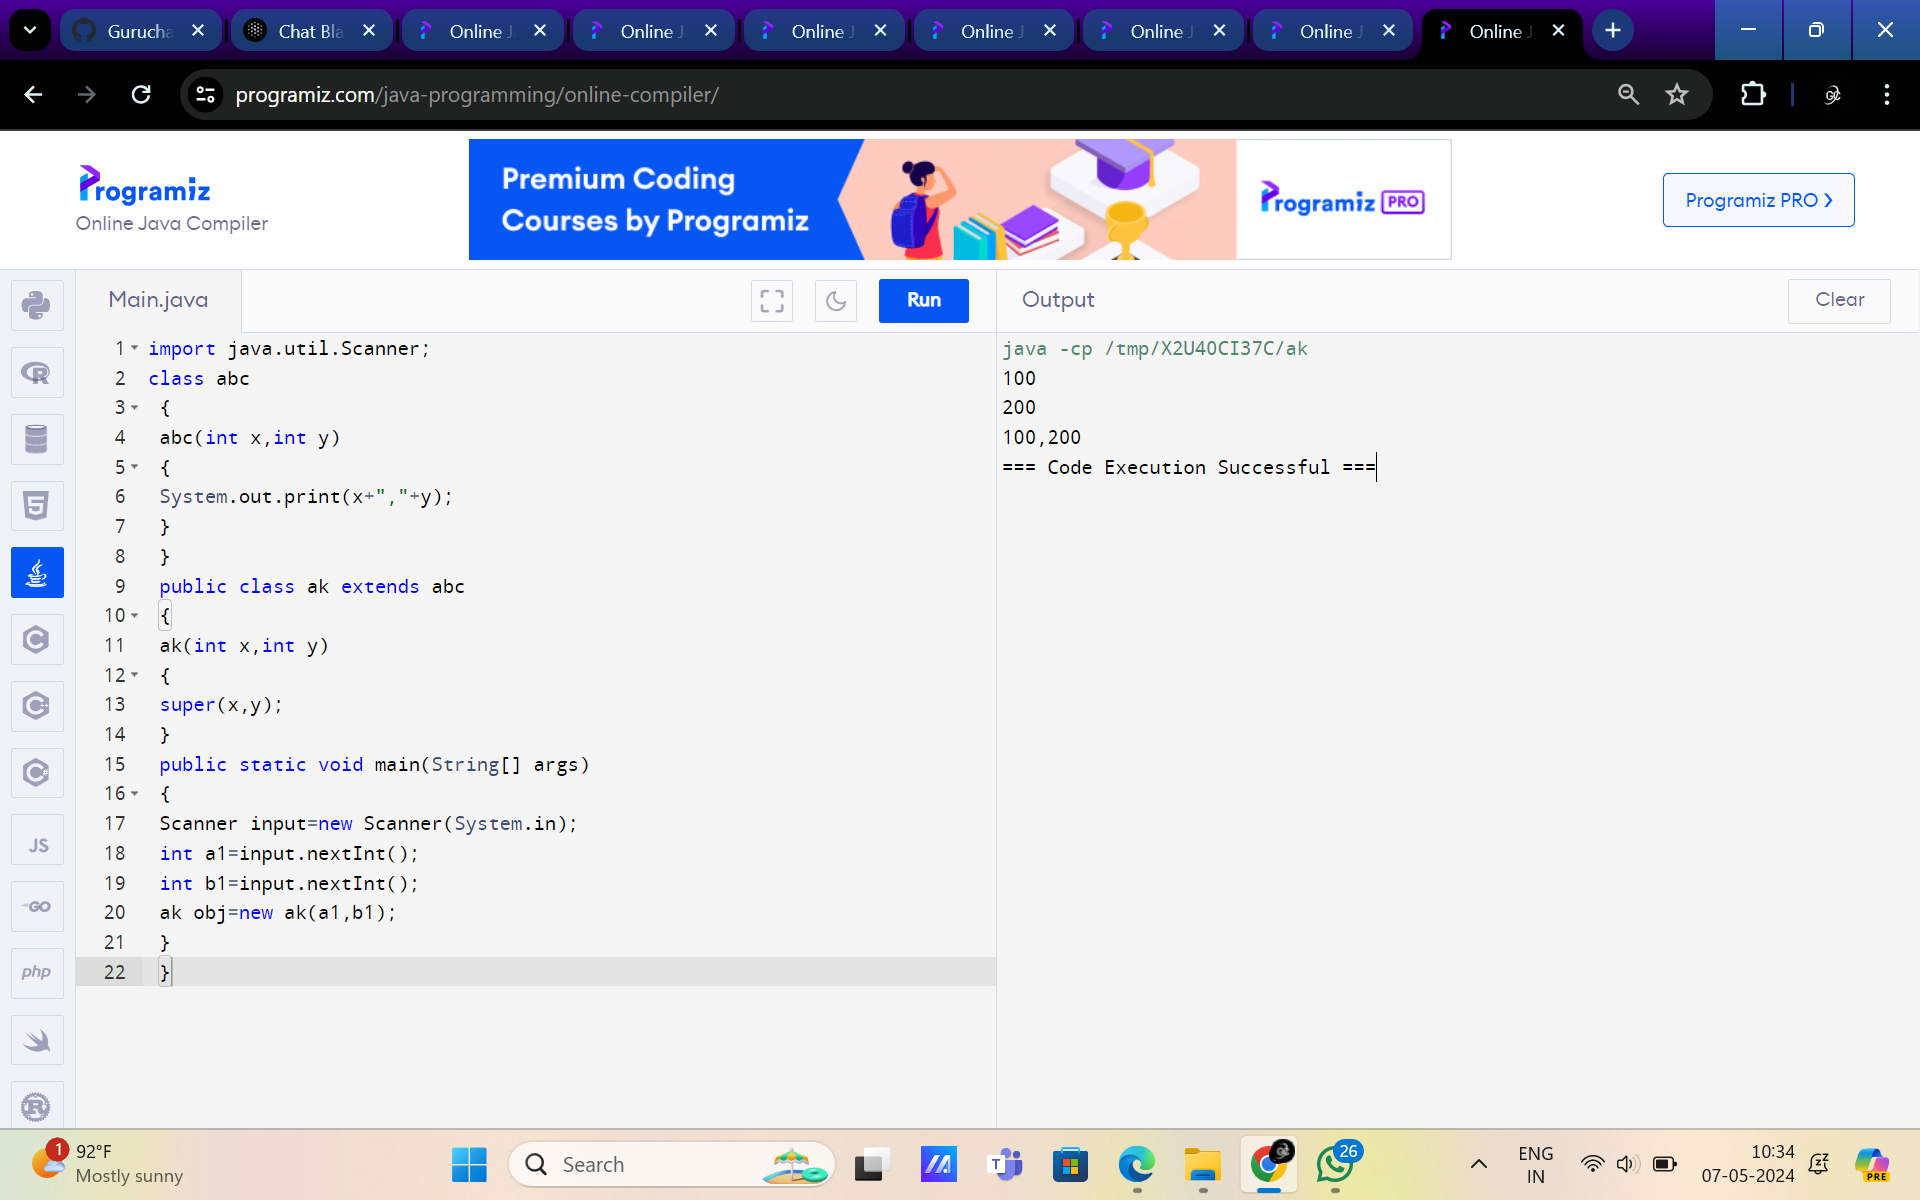 Gurucha
Chat Bla
Online J
Online J
Online J
Online J
Online J
Online J
Online J
programiz.com/java-programming/online-compiler/
Programiz
Online Java Compiler
Premium Coding
Courses by Programiz
Programiz PRO
Programiz PRO
Main.java
Run
Output
Clear
1 import java.util.Scanner;
2 class abc
3 {
4 abc(int x,int y)
5 {
6 System.out.print(x+","+y);
7 }
8 }
9 public class ak extends abc
10 {
11 ak(int x,int y)
12 {
13 super(x,y);
14 }
15 public static void main(String[] args)
16 {
17 Scanner input=new Scanner(System.in);
18 int a1=input.nextInt();
19 int b1=input.nextInt();
20 ak obj=new ak(a1,b1);
21 }
22 }
java -cp /tmp/X2U40CI37C/ak
100
200
100,200
=== Code Execution Successful ===
R
5
C
C
C
JS
GO
php
R
1
92°F
Mostly sunny
Search
T
26
ENG
IN
10:34
07-05-2024
PRE